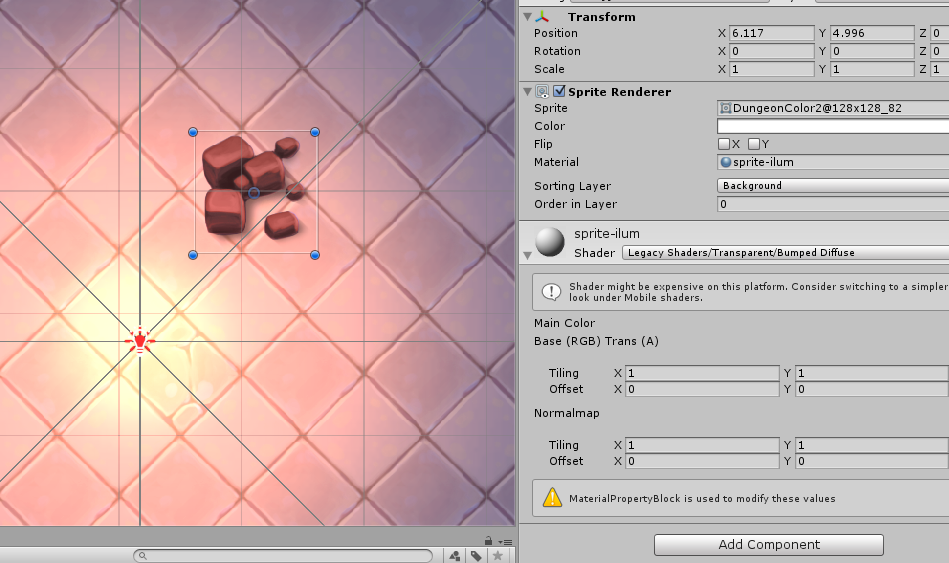 Transform
Position X 6.117 Y 4.996 Z 0
Rotation X 0 Y 0 Z 0
Scale X 1 Y 1 Z 1
Sprite Renderer
Sprite DungeonColor2@128x128_82
Color
Flip X Y
Material sprite-ilum
Sorting Layer Background
Order in Layer 0
sprite-ilum
Shader Legacy Shaders/Transparent/Bumped Diffuse
Shader might be expensive on this platform. Consider switching to a simpler
look under Mobile shaders.
Main Color
Base (RGB) Trans (A)
Tiling X 1 Y 1
Offset X 0 Y 0
Normalmap
Tiling X 1 Y 1
Offset X 0 Y 0
MaterialPropertyBlock is used to modify these values
Add Component